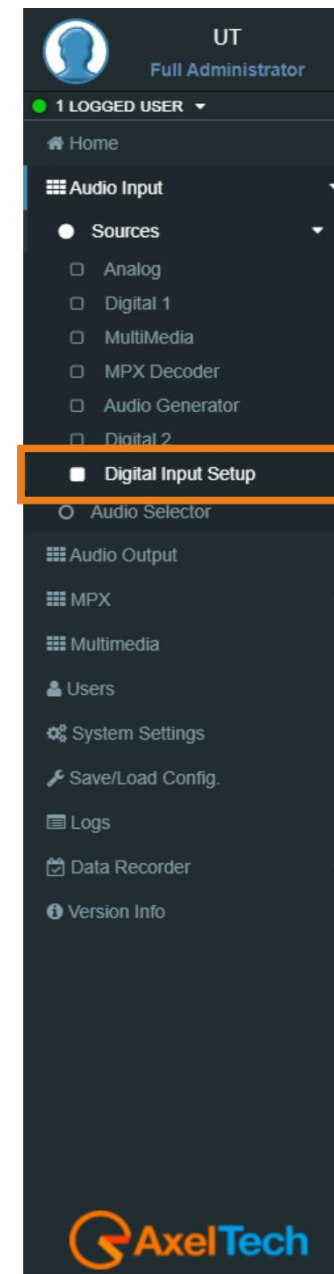 UT
Full Administrator
1 LOGGED USER
Home
Audio Input
Sources
Analog
Digital 1
MultiMedia
MPX Decoder
Audio Generator
Digital 2
Digital Input Setup
Audio Selector
Audio Output
MPX
Multimedia
Users
System Settings
Save/Load Config.
Logs
Data Recorder
Version Info
AxelTech